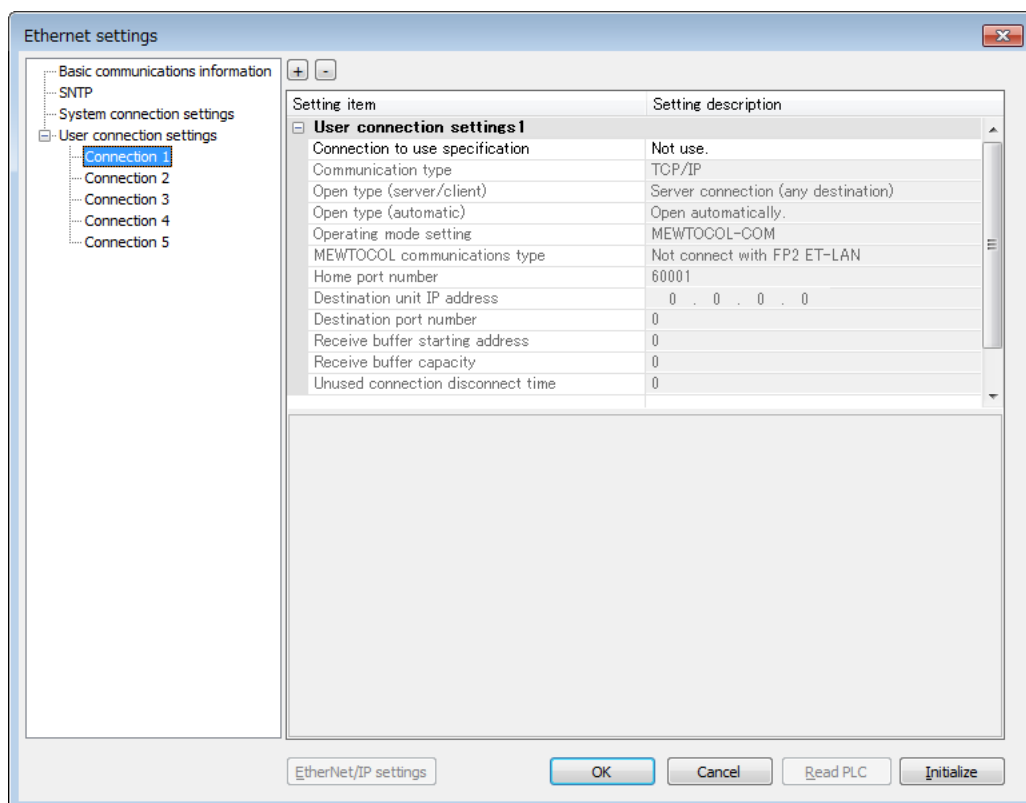 Ethernet settings
Basic communications information
SNTP
System connection settings
User connection settings
Connection 1
Connection 2
Connection 3
Connection 4
Connection 5
+ -
Setting item Setting description
User connection settings1
Connection to use specification Not use.
Communication type TCP/IP
Open type (server/client) Server connection (any destination)
Open type (automatic) Open automatically.
Operating mode setting MEWTOCOL-COM
MEWTOCOL communications type Not connect with FP2 ET-LAN
Home port number 60001
Destination unit IP address 0 . 0 . 0 . 0
Destination port number 0
Receive buffer starting address 0
Receive buffer capacity 0
Unused connection disconnect time 0
EtherNet/IP settings OK Cancel Read PLC Initialize